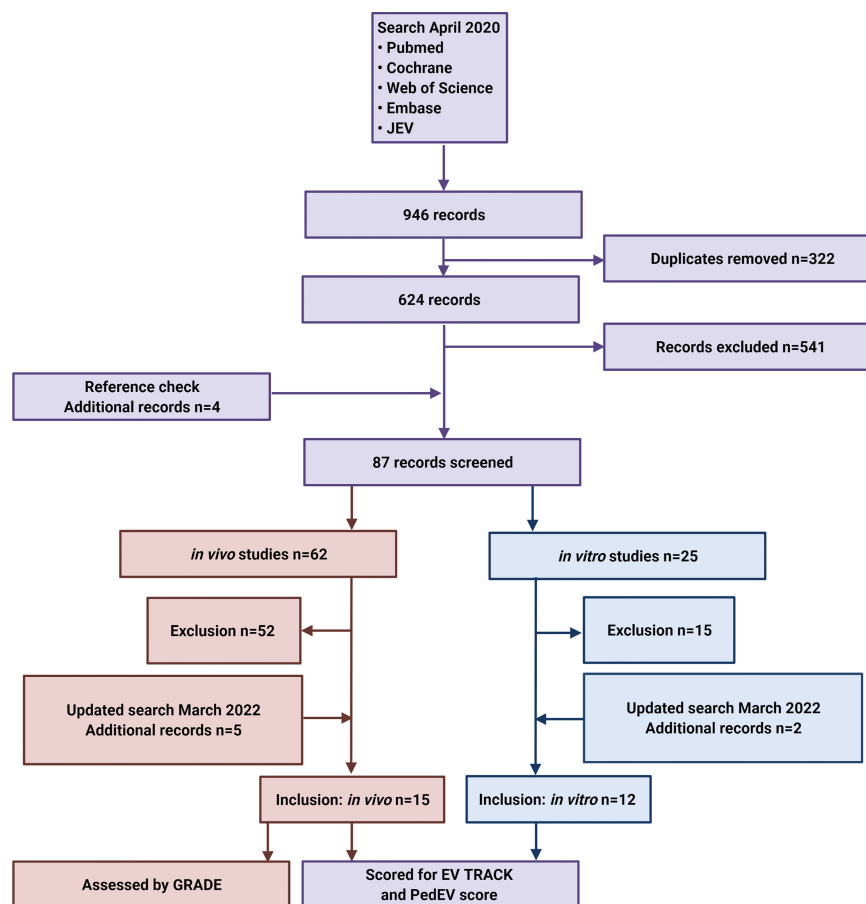 Search April 2020
• Pubmed
• Cochrane
• Web of Science
• Embase
• JEV
946 records
Duplicates removed n=322
624 records
Records excluded n=541
Reference check
Additional records n=4
87 records screened
in vivo studies n=62
in vitro studies n=25
Exclusion n=52
Exclusion n=15
Updated search March 2022
Additional records n=5
Updated search March 2022
Additional records n=2
Inclusion: in vivo n=15
Inclusion: in vitro n=12
Assessed by GRADE
Scored for EV TRACK
and PedEV score